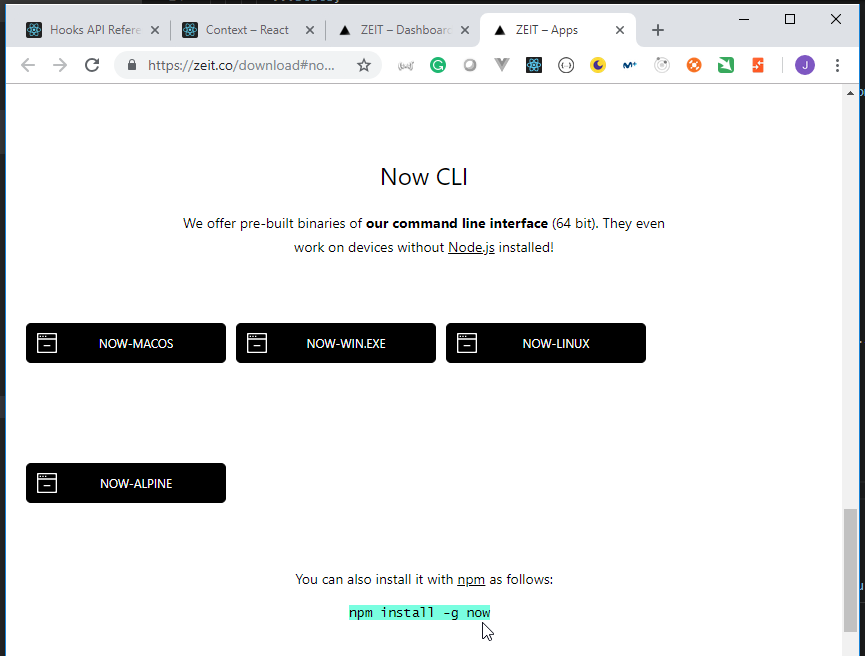 Hooks API Refere
Context – React
ZEIT – Dashboard
ZEIT – Apps
https://zeit.co/download#no...
J
Now CLI
We offer pre-built binaries of our command line interface (64 bit). They even
work on devices without Node.js installed!
NOW-MACOS
NOW-WIN.EXE
NOW-LINUX
NOW-ALPINE
You can also install it with npm as follows:
npm install -g now